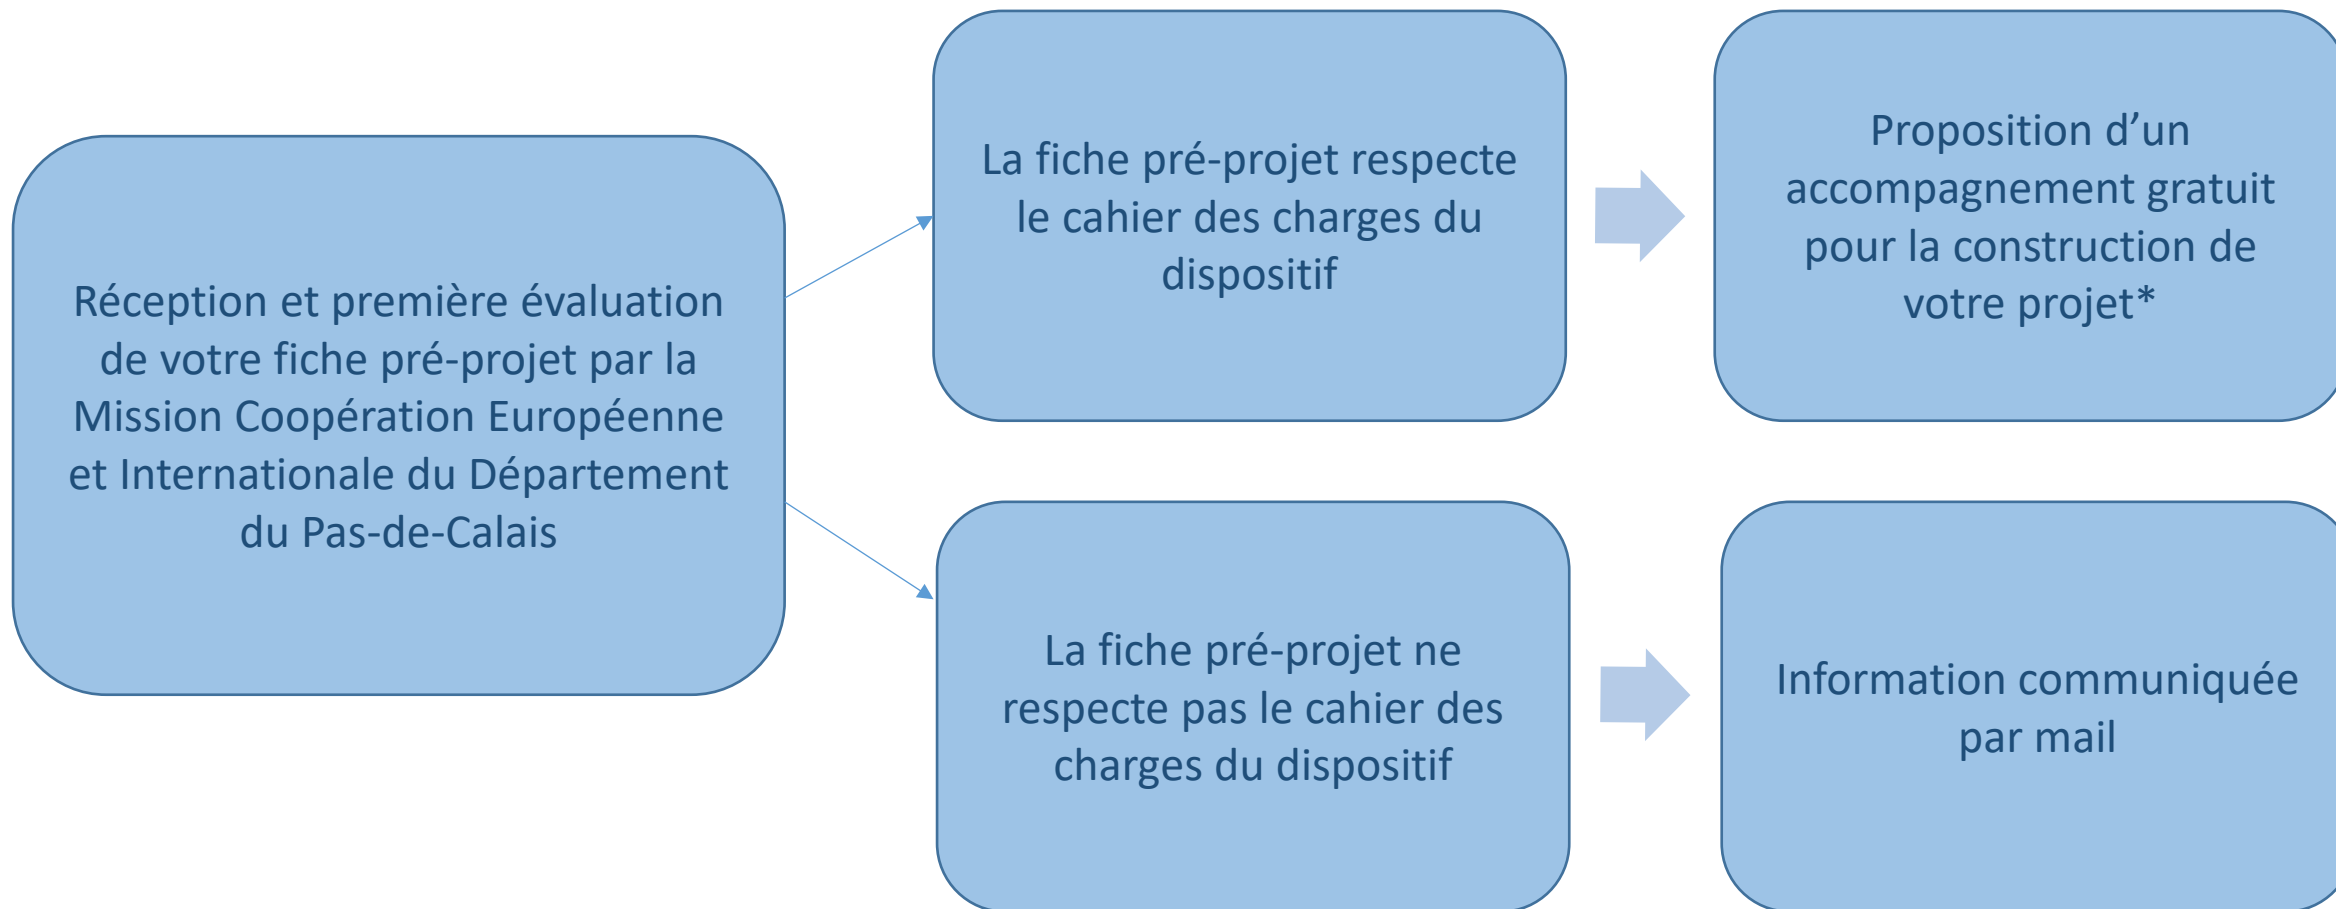 Réception et première évaluation
de votre fiche pré-projet par la
Mission Coopération Européenne
et Internationale du Département
du Pas-de-Calais
La fiche pré-projet respecte
le cahier des charges du
dispositif
Proposition d’un
accompagnement gratuit
pour la construction de
votre projet*
La fiche pré-projet ne
respecte pas le cahier des
charges du dispositif
Information communiquée
par mail